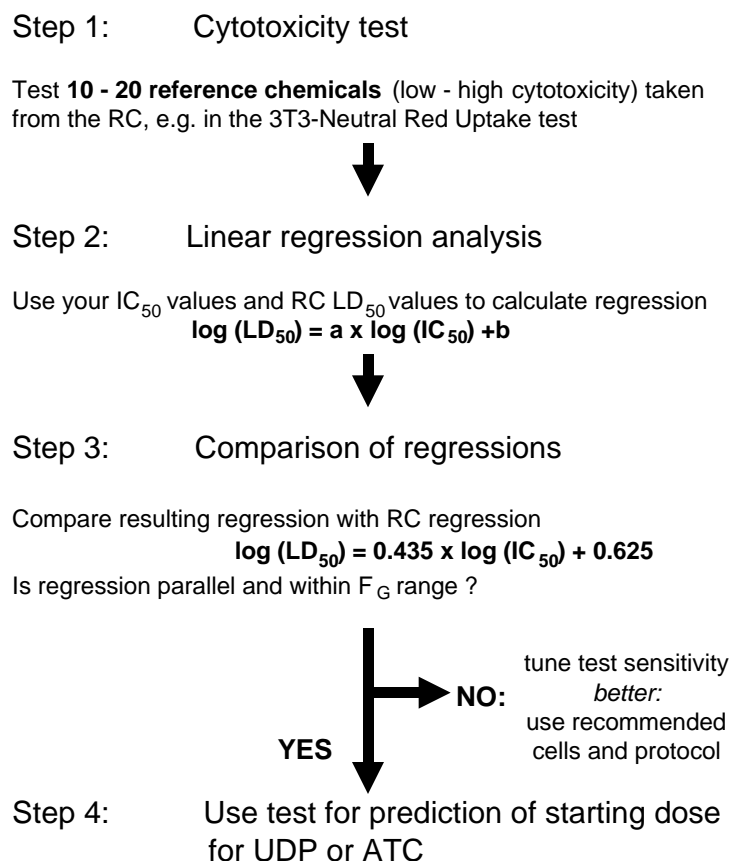 Step 1: Cytotoxicity test
Test 10 - 20 reference chemicals (low - high cytotoxicity) taken
from the RC, e.g. in the 3T3-Neutral Red Uptake test
Step 2: Linear regression analysis
Use your IC50 values and RC LD50 values to calculate regression
log (LD50) = a x log (IC50) +b
Step 3: Comparison of regressions
Compare resulting regression with RC regression
log (LD50) = 0.435 x log (IC50) + 0.625
Is regression parallel and within FG range ?
tune test sensitivity
NO: better:
use recommended
YES cells and protocol
Step 4: Use test for prediction of starting dose
for UDP or ATC